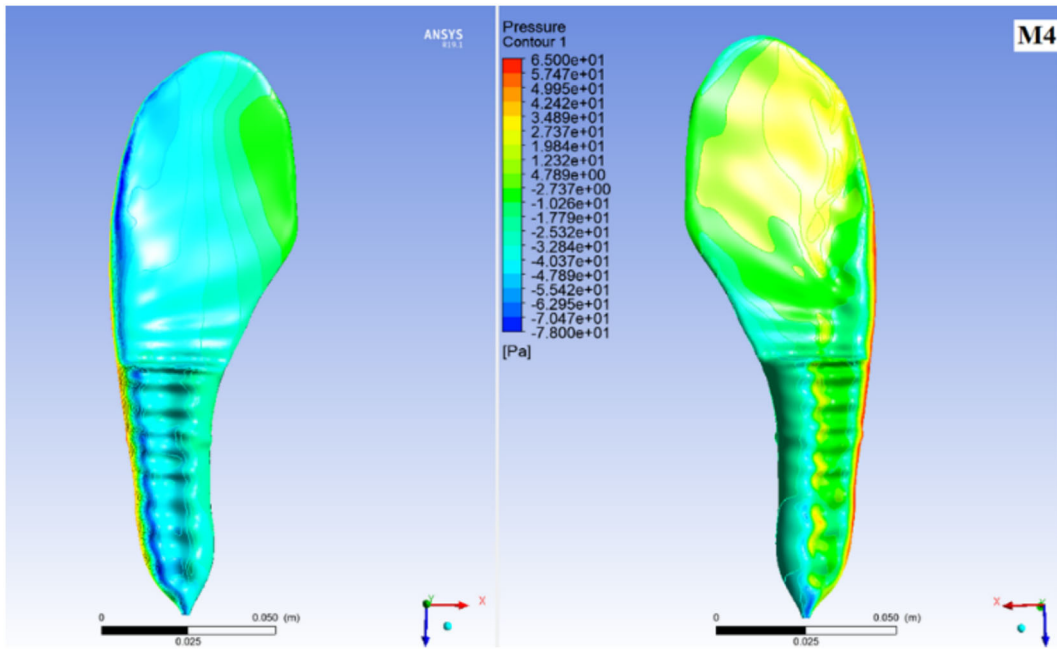 ANSYS
R19.1
Pressure
Contour 1
6.500e+01
5.747e+01
4.995e+01
4.242e+01
3.489e+01
2.737e+01
1.984e+01
1.232e+01
4.789e+00
-2.737e+00
-1.026e+01
-1.779e+01
-2.532e+01
-3.284e+01
-4.037e+01
-4.789e+01
-5.542e+01
-6.295e+01
-7.047e+01
-7.800e+01
[Pa]
M4
0 0.050 (m)
0.025
Y X
0 0.050 (m)
0.025
X Y